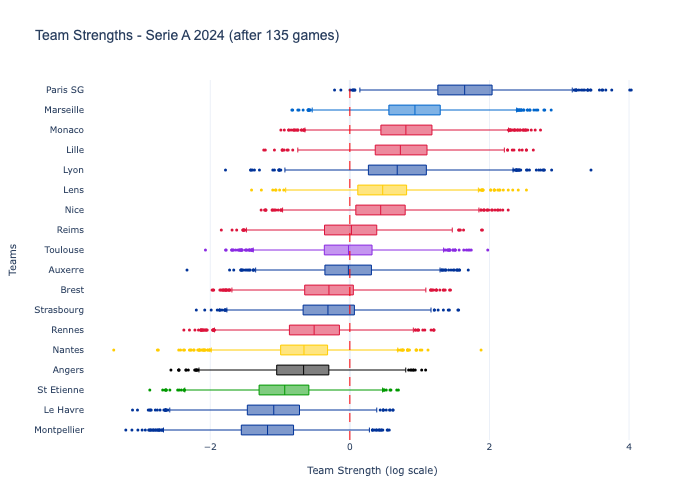 Team Strengths - Serie A 2024 (after 135 games)
Paris SG
Marseille
Monaco
Lille
Lyon
Lens
Nice
Reims
Toulouse
Auxerre
Brest
Strasbourg
Rennes
Nantes
Angers
St Etienne
Le Havre
Montpellier
Teams
−2
0
2
4
Team Strength (log scale)